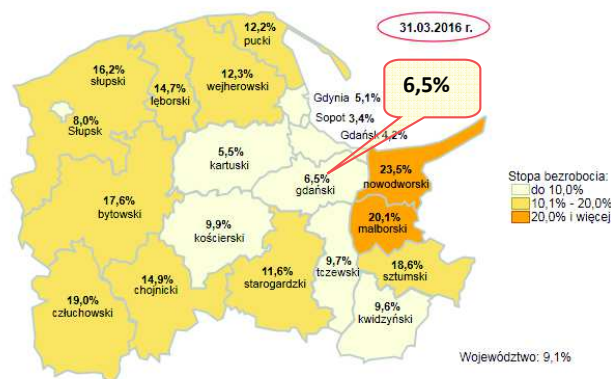 12,2%
pucki
31.03.2016 r.
16,2%
słupski
14,7%
lęborski
12,3%
wejherowski
Gdynia 5,1%
6,5%
Sopot 3,4%
8,0%
Słupsk
Gdańsk 4,2%
5,5%
kartuski
6,5%
gdański
23,5%
nowodworski
Stopa bezrobocia:
do 10,0%
10,1% - 20,0%
20,0% i więcej
17,6%
bytowski
9,9%
kościerski
20,1%
malborski
14,9%
chojnicki
11,6%
starogardzki
9,7%
tczewski
18,6%
sztumski
19,0%
człuchowski
9,6%
kwidzyński
Województwo: 9,1%